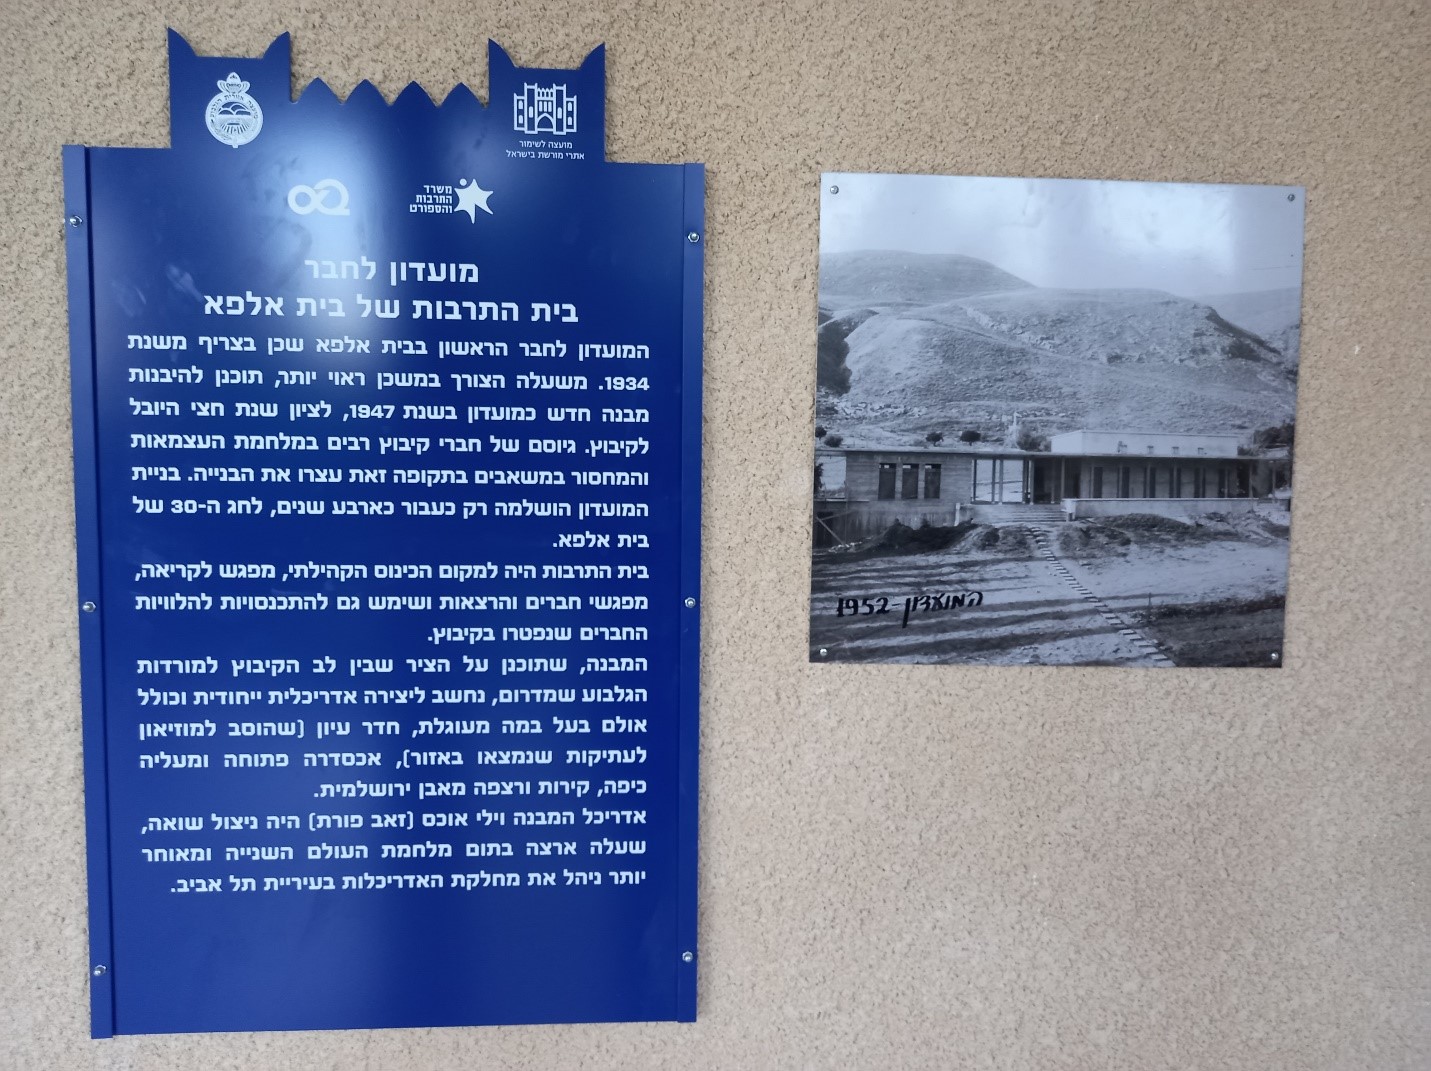 מועצה לשימור
אתרי מורשת בישראל
משרד
התרבות
והספורט
מועדון לחבר
בית התרבות של בית אלפא
המועדון לחבר הראשון בבית אלפא שכן בצריף משנת
1934. משעלה הצורך במשכן ראוי יותר, תוכנן להיבנות
מבנה חדש כמועדון בשנת 1947, לציון שנת חצי היובל
לקיבוץ. גיוסם של חברי קיבוץ רבים במלחמת העצמאות
והמחסור במשאבים בתקופה זאת עצרו את הבנייה. בניית
המועדון הושלמה רק כעבור כארבע שנים, לחג ה-30 של
בית אלפא.
בית התרבות היה למקום הכינוס הקהילתי, מפגש לקריאה,
מפגשי חברים והרצאות ושימש גם להתכנסויות להלוויות
החברים שנפטרו בקיבוץ.
המבנה, שתוכנן על הציר שבין לב הקיבוץ למורדות
הגלבוע שמדרום, נחשב ליצירה אדריכלית ייחודית וכולל
אולם בעל במה מעוגלת, חדר עיון (שהוסב למוזיאון
לעתיקות שנמצאו באזור), אכסדרה פתוחה ומעליה
כיפה, קירות ורצפה מאבן ירושלמית.
אדריכל המבנה וילי אוכס (זאב פורת) היה ניצול שואה,
שעלה ארצה בתום מלחמת העולם השנייה ומאוחר
יותר ניהל את מחלקת האדריכלות בעיריית תל אביב.
המועדון-1952